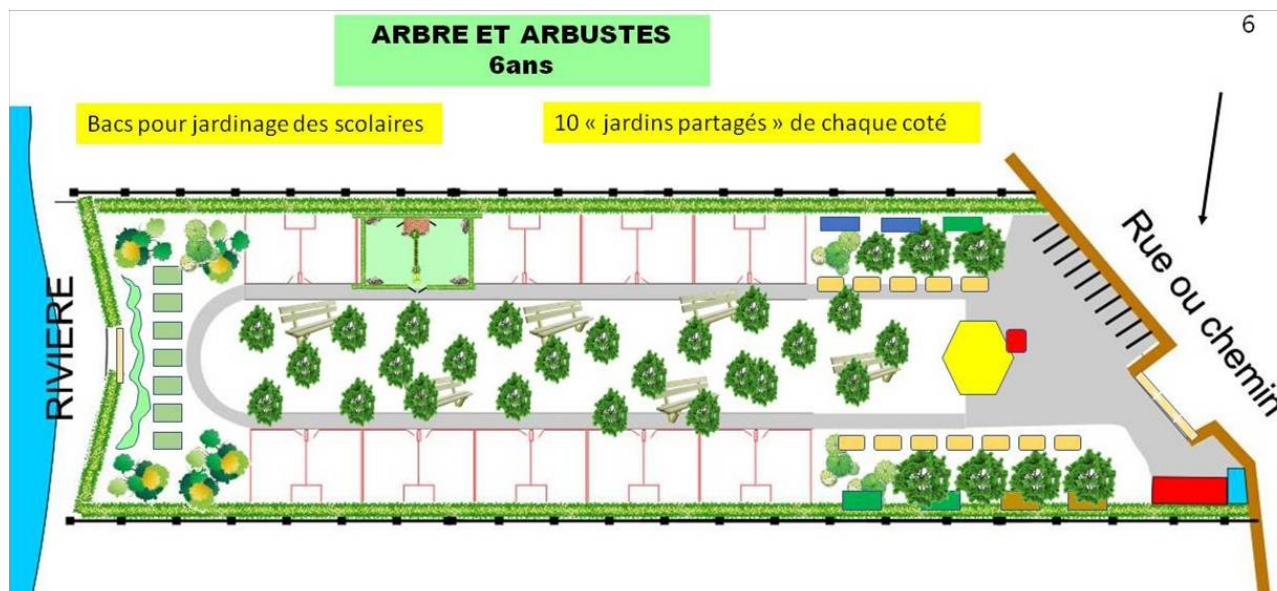 6
ARBRE ET ARBUSTES
6ans
Bacs pour jardinage des scolaires
10 « jardins partagés » de chaque coté
RIVIERE
Rue ou chemin